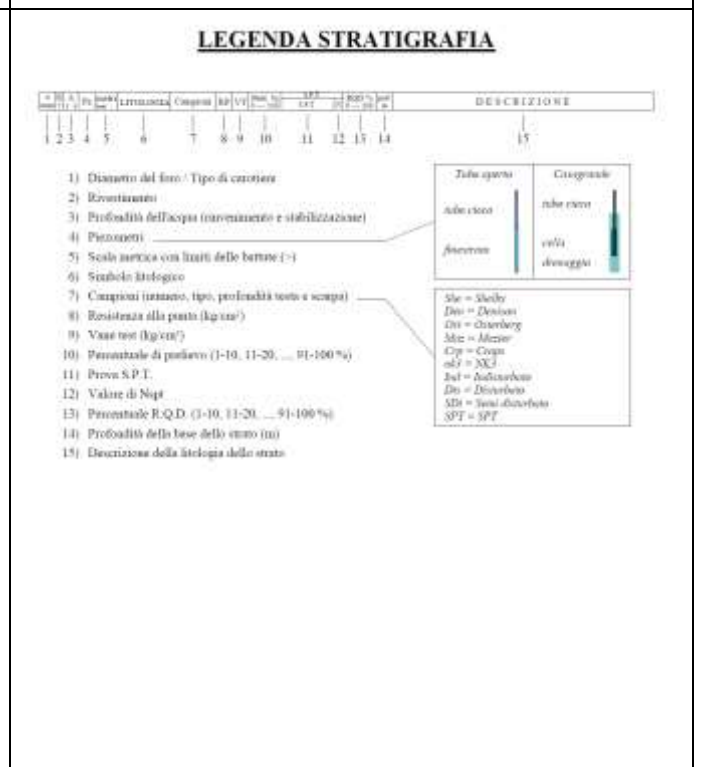 LEGENDA STRATIGRAFIA
LITOLOGIA Campioni RP VT S.P.T. DESCRIZIONE
1 2 3 4 5 6 7 8 9 10 11 12 13 14 15
1) Diametro del foro / Tipo di carotiere
2) Rivestimento
3) Profondità dell'acqua (rinvenimento e stabilizzazione)
4) Piezometri
5) Scala metrica con limiti delle battute (>)
6) Simbolo litologico
7) Campioni (numero, tipo, profondità testa e scarpa)
8) Resistenza alla punta (kg/cm²)
9) Vane test (kg/cm²)
10) Percentuale di prelievo (1-10, 11-20, .... 91-100 %)
11) Prova S.P.T.
12) Valore di Nspt
13) Percentuale R.Q.D. (1-10, 11-20, .... 91-100 %)
14) Profondità della base dello strato (m)
15) Descrizione della litologia dello strato
Tubo aperto
tubo cieco
finestrato
Casagrande
tubo cieco
cella
drenaggio
She = Shelby
Den = Denison
Ost = Osterberg
Maz = Mazier
Crp = Craps
nk3 = NK3
Ind = Indisturbato
Dis = Disturbato
SDi = Semi disturbato
SPT = SPT